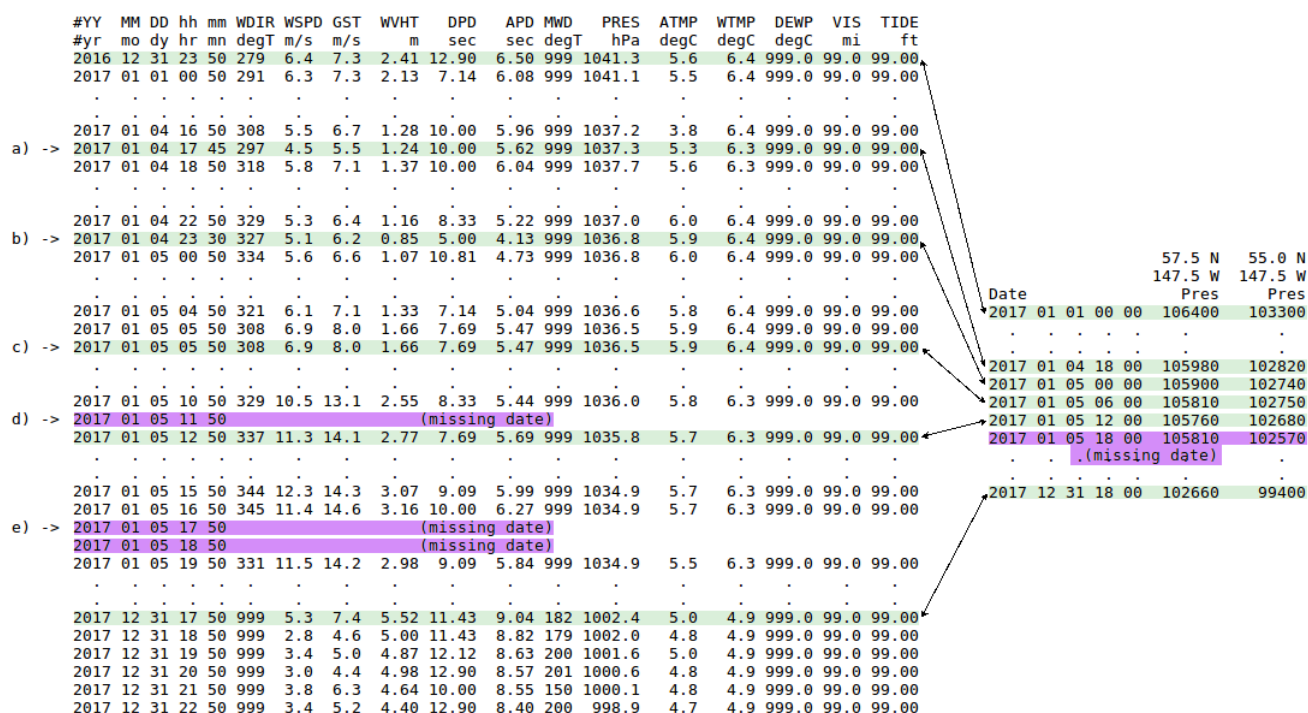 #YY MM DD hh mm WDIR WSPD GST WVHT DPD APD MWD PRES ATMP WTMP DEWP VIS TIDE
#yr mo dy hr mn degT m/s m/s m sec sec degT hPa degC degC degC mi ft
2016 12 31 23 50 279 6.4 7.3 2.41 12.90 6.50 999 1041.3 5.6 6.4 999.0 99.0 99.00
2017 01 01 00 50 291 6.3 7.3 2.13 7.14 6.08 999 1041.1 5.5 6.4 999.0 99.0 99.00
. . . . . . . . . . . . . . . . . .
. . . . . . . . . . . . . . . . . .
2017 01 04 16 50 308 5.5 6.7 1.28 10.00 5.96 999 1037.2 3.8 6.4 999.0 99.0 99.00
a) -> 2017 01 04 17 45 297 4.5 5.5 1.24 10.00 5.62 999 1037.3 5.3 6.3 999.0 99.0 99.00
2017 01 04 18 50 318 5.8 7.1 1.37 10.00 6.04 999 1037.7 5.6 6.3 999.0 99.0 99.00
. . . . . . . . . . . . . . . . . .
. . . . . . . . . . . . . . . . . .
2017 01 04 22 50 329 5.3 6.4 1.16 8.33 5.22 999 1037.0 6.0 6.4 999.0 99.0 99.00
b) -> 2017 01 04 23 30 327 5.1 6.2 0.85 5.00 4.13 999 1036.8 5.9 6.4 999.0 99.0 99.00
2017 01 05 00 50 334 5.6 6.6 1.07 10.81 4.73 999 1036.8 6.0 6.4 999.0 99.0 99.00
. . . . . . . . . . . . . . . . . .
. . . . . . . . . . . . . . . . . .
2017 01 05 04 50 321 6.1 7.1 1.33 7.14 5.04 999 1036.6 5.8 6.4 999.0 99.0 99.00
2017 01 05 05 50 308 6.9 8.0 1.66 7.69 5.47 999 1036.5 5.9 6.4 999.0 99.0 99.00
c) -> 2017 01 05 05 50 308 6.9 8.0 1.66 7.69 5.47 999 1036.5 5.9 6.4 999.0 99.0 99.00
. . . . . . . . . . . . . . . . . .
. . . . . . . . . . . . . . . . . .
2017 01 05 10 50 329 10.5 13.1 2.55 8.33 5.44 999 1036.0 5.8 6.3 999.0 99.0 99.00
d) -> 2017 01 05 11 50 (missing date)
2017 01 05 12 50 337 11.3 14.1 2.77 7.69 5.69 999 1035.8 5.7 6.3 999.0 99.0 99.00
. . . . . . . . . . . . . . . . . .
. . . . . . . . . . . . . . . . . .
2017 01 05 15 50 344 12.3 14.3 3.07 9.09 5.99 999 1034.9 5.7 6.3 999.0 99.0 99.00
2017 01 05 16 50 345 11.4 14.6 3.16 10.00 6.27 999 1034.9 5.7 6.3 999.0 99.0 99.00
e) -> 2017 01 05 17 50 (missing date)
2017 01 05 18 50 (missing date)
2017 01 05 19 50 331 11.5 14.2 2.98 9.09 5.84 999 1034.9 5.5 6.3 999.0 99.0 99.00
. . . . . . . . . . . . . . . . . .
. . . . . . . . . . . . . . . . . .
2017 12 31 17 50 999 5.3 7.4 5.52 11.43 9.04 182 1002.4 5.0 4.9 999.0 99.0 99.00
2017 12 31 18 50 999 2.8 4.6 5.00 11.43 8.82 179 1002.0 4.8 4.9 999.0 99.0 99.00
2017 12 31 19 50 999 3.4 5.0 4.87 12.12 8.63 200 1001.6 5.0 4.9 999.0 99.0 99.00
2017 12 31 20 50 999 3.0 4.4 4.98 12.90 8.57 201 1000.6 4.8 4.9 999.0 99.0 99.00
2017 12 31 21 50 999 3.8 6.3 4.64 10.00 8.55 150 1000.1 4.8 4.9 999.0 99.0 99.00
2017 12 31 22 50 999 3.4 5.2 4.40 12.90 8.40 200 998.9 4.7 4.9 999.0 99.0 99.00
57.5 N 55.0 N
147.5 W 147.5 W
Date Pres Pres
2017 01 01 00 00 106400 103300
. . . . . . .
. . . . . . .
2017 01 04 18 00 105980 102820
2017 01 05 00 00 105900 102740
2017 01 05 06 00 105810 102750
2017 01 05 12 00 105760 102680
2017 01 05 18 00 105810 102570
. . .(missing date) .
. . . . . . .
2017 12 31 18 00 102660 99400